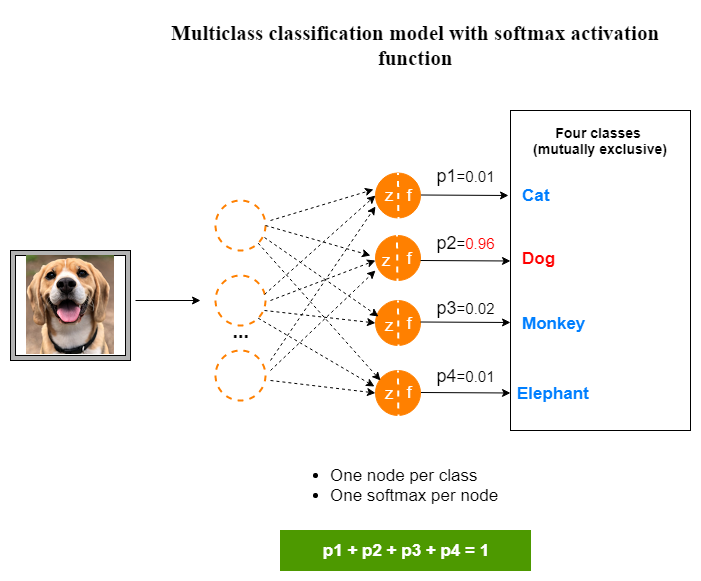 Multiclass classification model with softmax activation
function
Four classes
(mutually exclusive)
z f
p1=0.01
Cat
z f
p2=0.96
Dog
z f
p3=0.02
Monkey
z f
p4=0.01
Elephant
...
• One node per class
• One softmax per node
p1 + p2 + p3 + p4 = 1